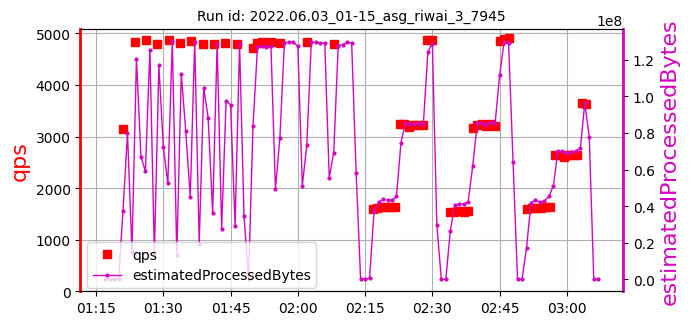 Run id: 2022.06.03_01-15_asg_riwai_3_7945
1e8
5000
4000
3000
2000
1000
0
qps
1.2
1.0
0.8
0.6
0.4
0.2
0.0
estimatedProcessedBytes
qps
estimatedProcessedBytes
01:15 01:30 01:45 02:00 02:15 02:30 02:45 03:00